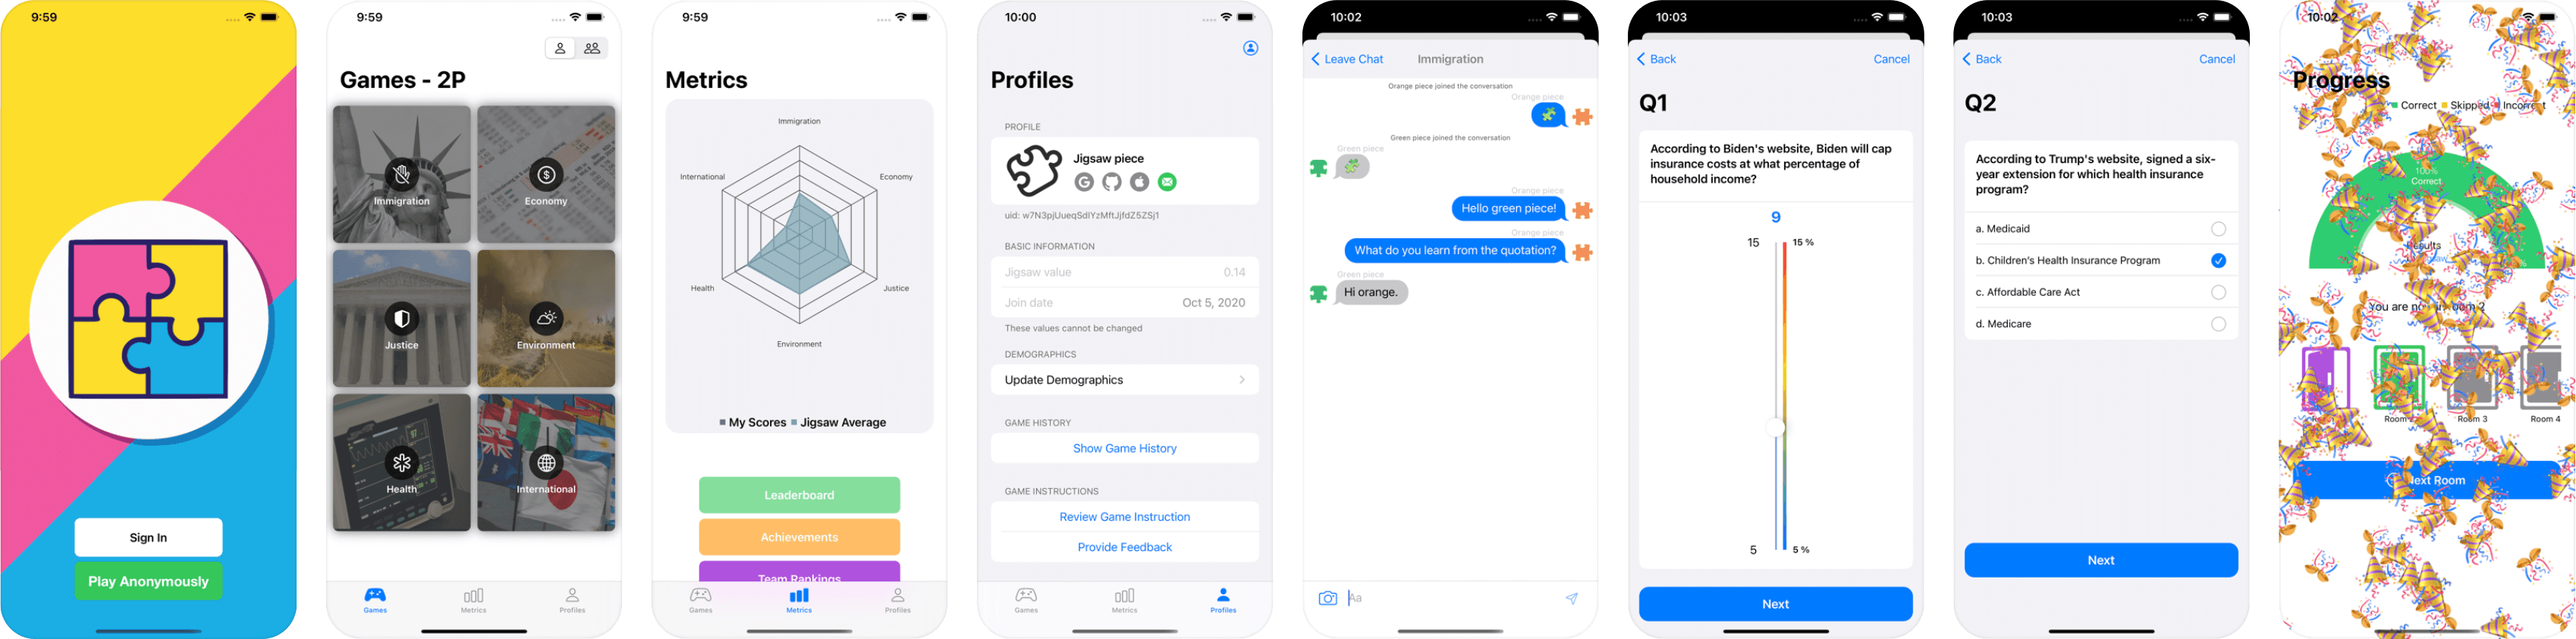 9:59
Sign In
Play Anonymously
9:59
Games - 2P
Immigration
Economy
Justice
Environment
Health
International
Games
Metrics
Profiles
9:59
Metrics
Immigration
International
Economy
Health
Justice
Environment
My Scores
Jigsaw Average
Leaderboard
Achievements
Team Rankings
Games
Metrics
Profiles
10:00
Profiles
PROFILE
Jigsaw piece
uid: w7N3pjUueqSdIYzMftJjfdZ5ZSj1
BASIC INFORMATION
Jigsaw value 0.14
Join date Oct 5, 2020
These values cannot be changed
DEMOGRAPHICS
Update Demographics
GAME HISTORY
Show Game History
GAME INSTRUCTIONS
Review Game Instruction
Provide Feedback
Games
Metrics
Profiles
10:02
Leave Chat
Immigration
Orange piece joined the conversation
Orange piece
Green piece joined the conversation
Green piece
Orange piece
Hello green piece!
Orange piece
What do you learn from the quotation?
Green piece
Hi orange.
Aa
10:03
Back
Cancel
Q1
According to Biden's website, Biden will cap
insurance costs at what percentage of
household income?
9
15
15 %
5
5 %
Next
10:03
Back
Cancel
Q2
According to Trump's website, signed a six-
year extension for which health insurance
program?
a. Medicaid
b. Children's Health Insurance Program
c. Affordable Care Act
d. Medicare
Next
10:02
Progress
Correct
Skipped
Incorrect
100%
Correct
Results
You are now in room 2
Room 3
Room 4
Next Room